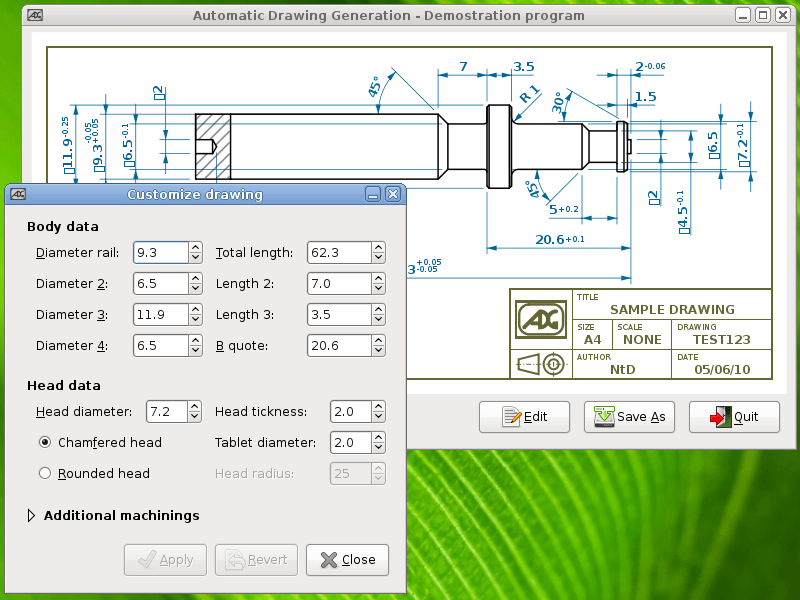 Automatic Drawing Generation - Demostration program
7
3.5
2-0.06
45°
R 1
30°
1.5
□2
□11.9-0.25
□9.3+0.05
-0.05
□6.5-0.1
□6.5
□7.2-0.1
□2
□4.5-0.1
45°
5+0.2
20.6+0.1
3+0.05
-0.05
ADG
TITLE
SAMPLE DRAWING
SIZE
A4
SCALE
NONE
DRAWING
TEST123
AUTHOR
NtD
DATE
05/06/10
Edit
Save As
Quit
Customize drawing
Body data
Diameter rail: 9.3 Total length: 62.3
Diameter 2: 6.5 Length 2: 7.0
Diameter 3: 11.9 Length 3: 3.5
Diameter 4: 6.5 B quote: 20.6
Head data
Head diameter: 7.2 Head tickness: 2.0
Chamfered head Tablet diameter: 2.0
Rounded head Head radius: 25
Additional machinings
Apply Revert Close